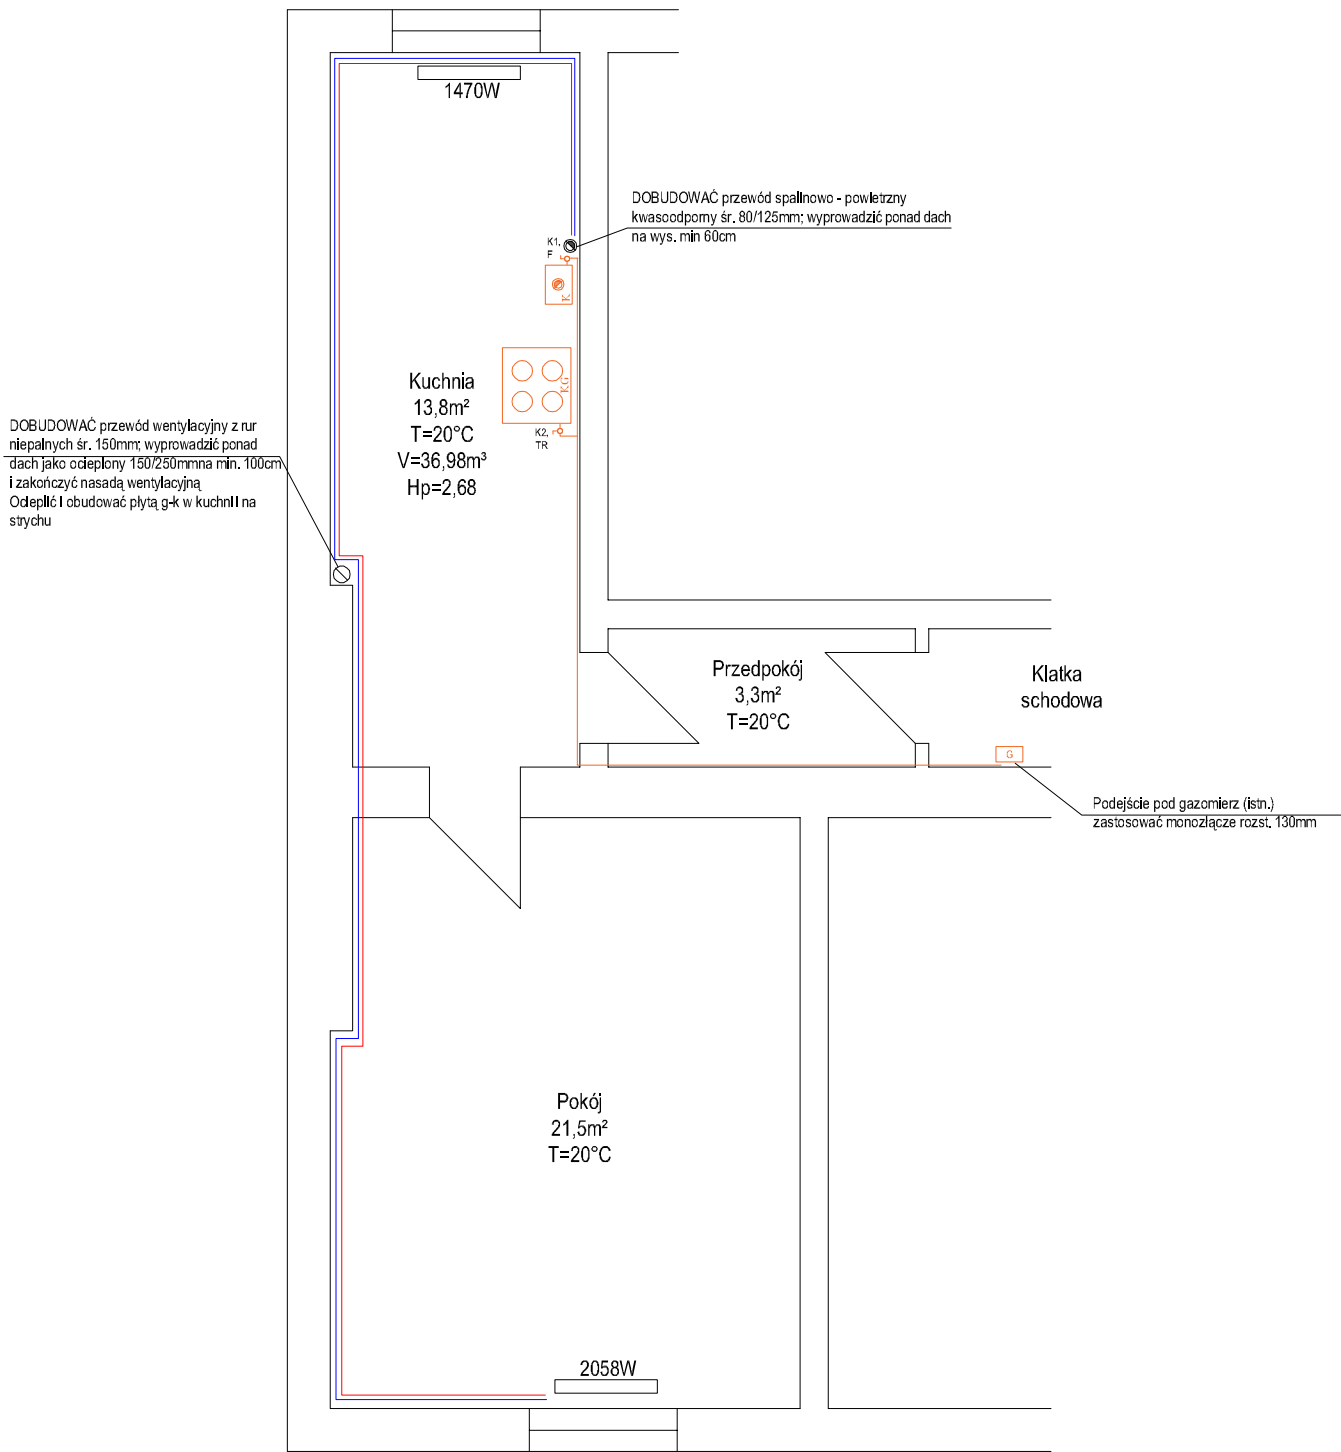 1470W
DOBUDOWAĆ przewód spalinowo - powietrzny
kwasoodporny śr. 80/125mm; wyprowadzić ponad dach
na wys. min 60cm
K1,
F
K
KG
K2,
TR
Kuchnia
13,8m²
T=20°C
V=36,98m³
Hp=2,68
DOBUDOWAĆ przewód wentylacyjny z rur
niepalnych śr. 150mm; wyprowadzić ponad
dach jako ocieplony 150/250mmna min. 100cm
i zakończyć nasadą wentylacyjną
Ocieplić i obudować płytą g-k w kuchni i na
strychu
Przedpokój
3,3m²
T=20°C
Klatka
schodowa
G
Podejście pod gazomierz (istn.)
zastosować monozłącze rozst. 130mm
Pokój
21,5m²
T=20°C
2058W